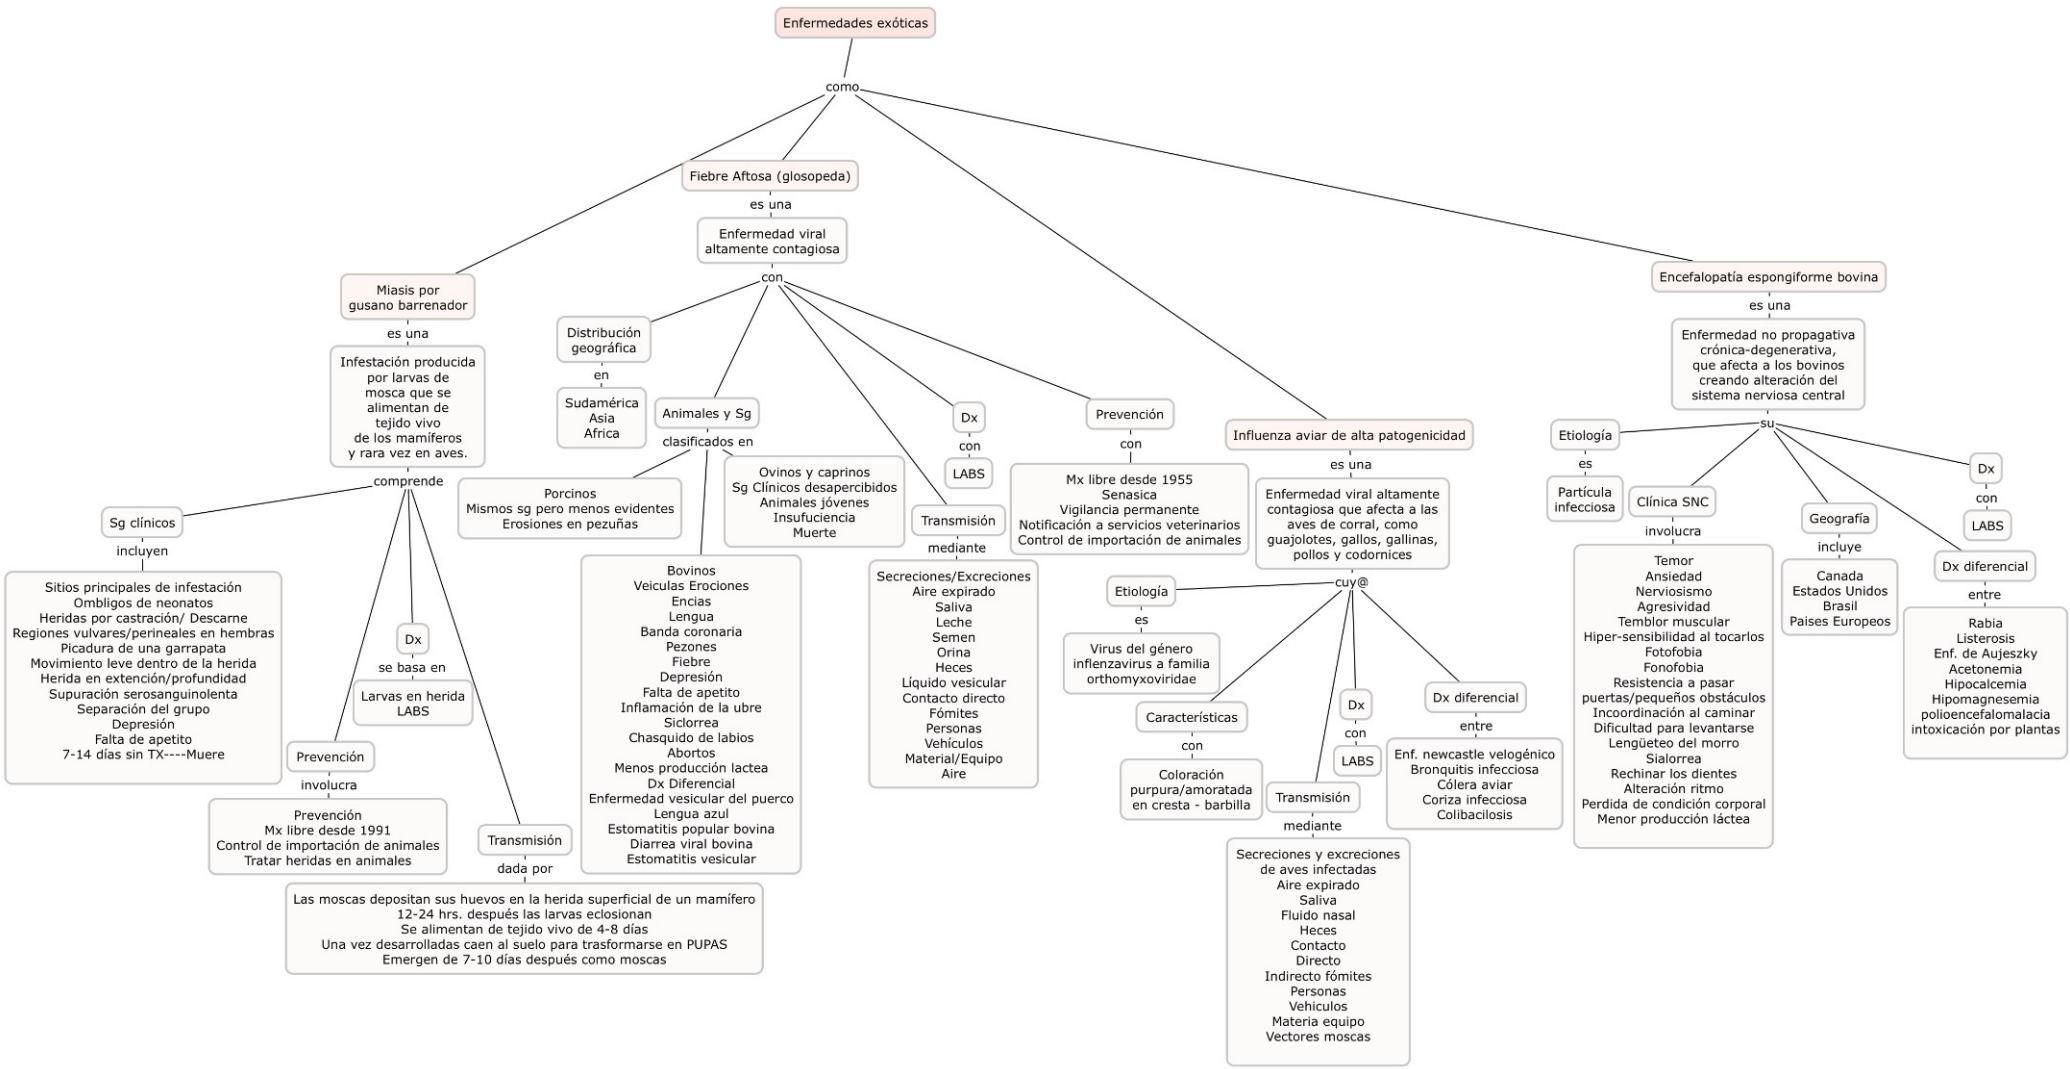 Enfermedades exóticas
como
Miasis por
gusano barrenador
es una
Infestación producida
por larvas de
mosca que se
alimentan de
tejido vivo
de los mamíferos
y rara vez en aves.
comprende
Sg clínicos
incluyen
Sitios principales de infestación
Ombligos de neonatos
Heridas por castración/ Descarne
Regiones vulvares/perineales en hembras
Picadura de una garrapata
Movimiento leve dentro de la herida
Herida en extención/profundidad
Supuración serosanguinolenta
Separación del grupo
Depresión
Falta de apetito
7-14 días sin TX----Muere
Prevención
involucra
Prevención
Mx libre desde 1991
Control de importación de animales
Tratar heridas en animales
Dx
se basa en
Larvas en herida
LABS
Transmisión
dada por
Las moscas depositan sus huevos en la herida superficial de un mamífero
12-24 hrs. después las larvas eclosionan
Se alimentan de tejido vivo de 4-8 días
Una vez desarrolladas caen al suelo para trasformarse en PUPAS
Emergen de 7-10 días después como moscas
Fiebre Aftosa (glosopeda)
es una
Enfermedad viral
altamente contagiosa
con
Distribución
geográfica
en
Sudamérica
Asia
Africa
Animales y Sg
clasificados en
Porcinos
Mismos sg pero menos evidentes
Erosiones en pezuñas
Bovinos
Veiculas Erociones
Encias
Lengua
Banda coronaria
Pezones
Fiebre
Depresión
Falta de apetito
Inflamación de la ubre
Siclorrea
Chasquido de labios
Abortos
Menos producción lactea
Dx Diferencial
Enfermedad vesicular del puerco
Lengua azul
Estomatitis popular bovina
Diarrea viral bovina
Estomatitis vesicular
Ovinos y caprinos
Sg Clínicos desapercibidos
Animales jóvenes
Insufuciencia
Muerte
Transmisión
mediante
Secreciones/Excreciones
Aire expirado
Saliva
Leche
Semen
Orina
Heces
Líquido vesicular
Contacto directo
Fómites
Personas
Vehículos
Material/Equipo
Aire
Dx
con
LABS
Prevención
con
Mx libre desde 1955
Senasica
Vigilancia permanente
Notificación a servicios veterinarios
Control de importación de animales
Influenza aviar de alta patogenicidad
es una
Enfermedad viral altamente
contagiosa que afecta a las
aves de corral, como
guajolotes, gallos, gallinas,
pollos y codornices
cuy@
Etiología
es
Virus del género
inflenzavirus a familia
orthomyxoviridae
Características
con
Coloración
purpura/amoratada
en cresta - barbilla
Transmisión
mediante
Secreciones y excreciones
de aves infectadas
Aire expirado
Saliva
Fluido nasal
Heces
Contacto
Directo
Indirecto fómites
Personas
Vehiculos
Materia equipo
Vectores moscas
Dx
con
LABS
Dx diferencial
entre
Enf. newcastle velogénico
Bronquitis infecciosa
Cólera aviar
Coriza infecciosa
Colibacilosis
Encefalopatía espongiforme bovina
es una
Enfermedad no propagativa
crónica-degenerativa,
que afecta a los bovinos
creando alteración del
sistema nerviosa central
su
Etiología
es
Partícula
infecciosa
Clínica SNC
involucra
Temor
Ansiedad
Nerviosismo
Agresividad
Temblor muscular
Hiper-sensibilidad al tocarlos
Fotofobia
Fonofobia
Resistencia a pasar
puertas/pequeños obstáculos
Incoordinación al caminar
Dificultad para levantarse
Lengüeteo del morro
Sialorrea
Rechinar los dientes
Alteración ritmo
Perdida de condición corporal
Menor producción láctea
Geografía
incluye
Canada
Estados Unidos
Brasil
Paises Europeos
Dx diferencial
entre
Rabia
Listerosis
Enf. de Aujeszky
Acetonemia
Hipocalcemia
Hipomagnesemia
polioencefalomalacia
intoxicación por plantas
Dx
con
LABS